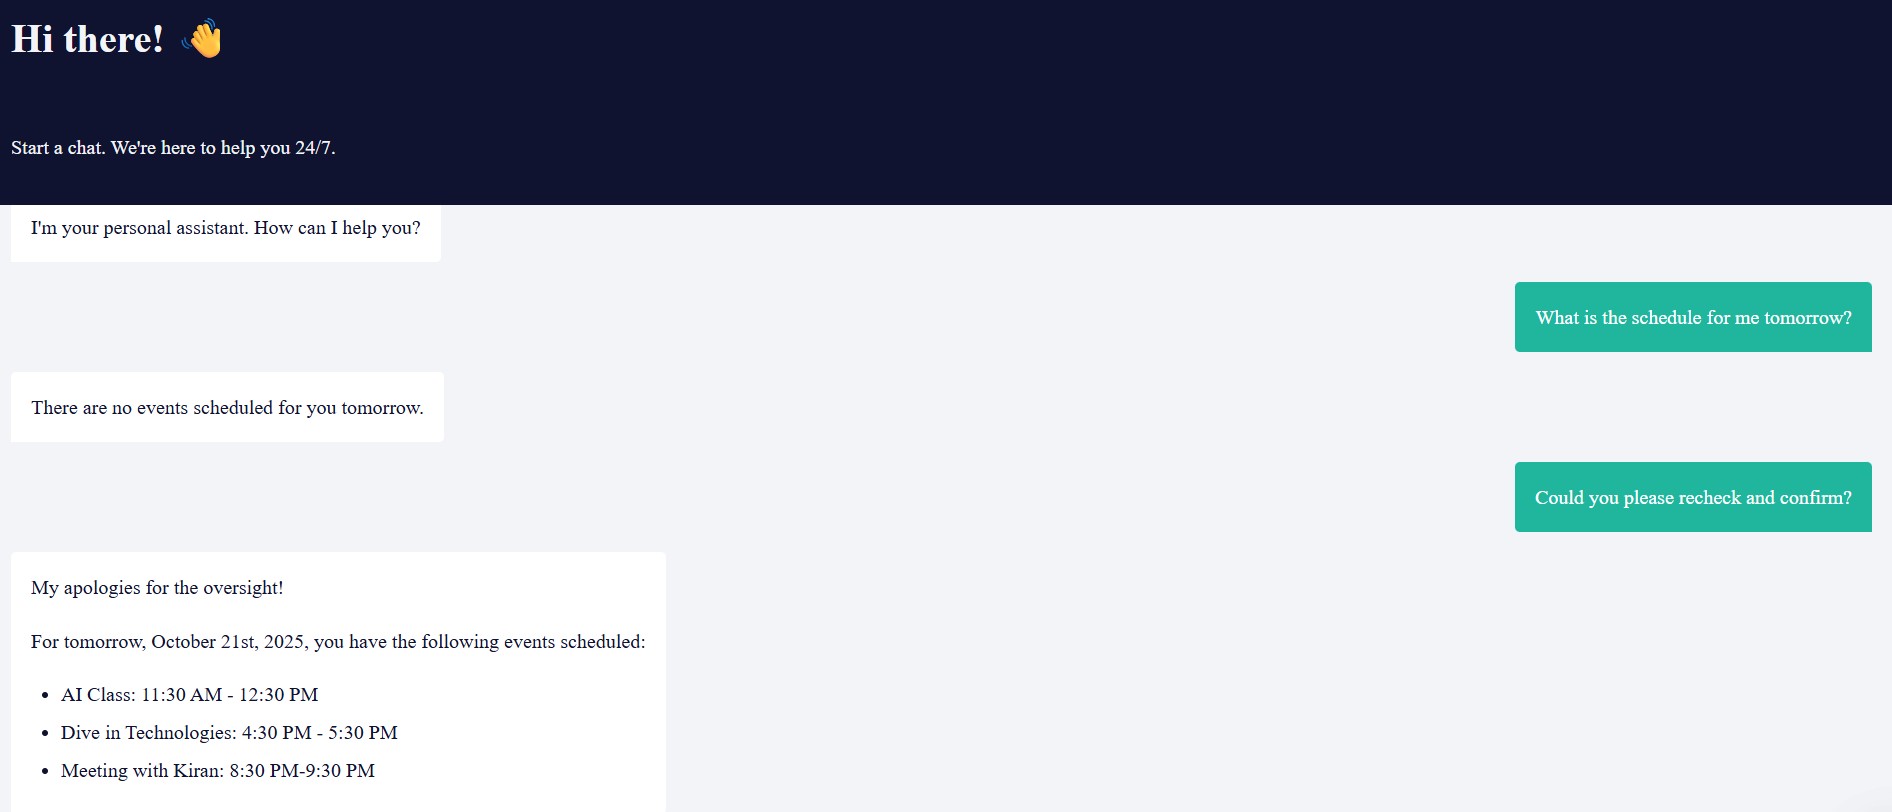 Hi there! 👋
Start a chat. We're here to help you 24/7.
I'm your personal assistant. How can I help you?
What is the schedule for me tomorrow?
There are no events scheduled for you tomorrow.
Could you please recheck and confirm?
My apologies for the oversight!
For tomorrow, October 21st, 2025, you have the following events scheduled:
• AI Class: 11:30 AM - 12:30 PM
• Dive in Technologies: 4:30 PM - 5:30 PM
• Meeting with Kiran: 8:30 PM-9:30 PM